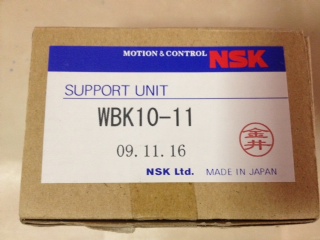 MOTION & CONTROL NSK
SUPPORT UNIT
WBK10-11
09.11.16
金井
NSK Ltd. MADE IN JAPAN